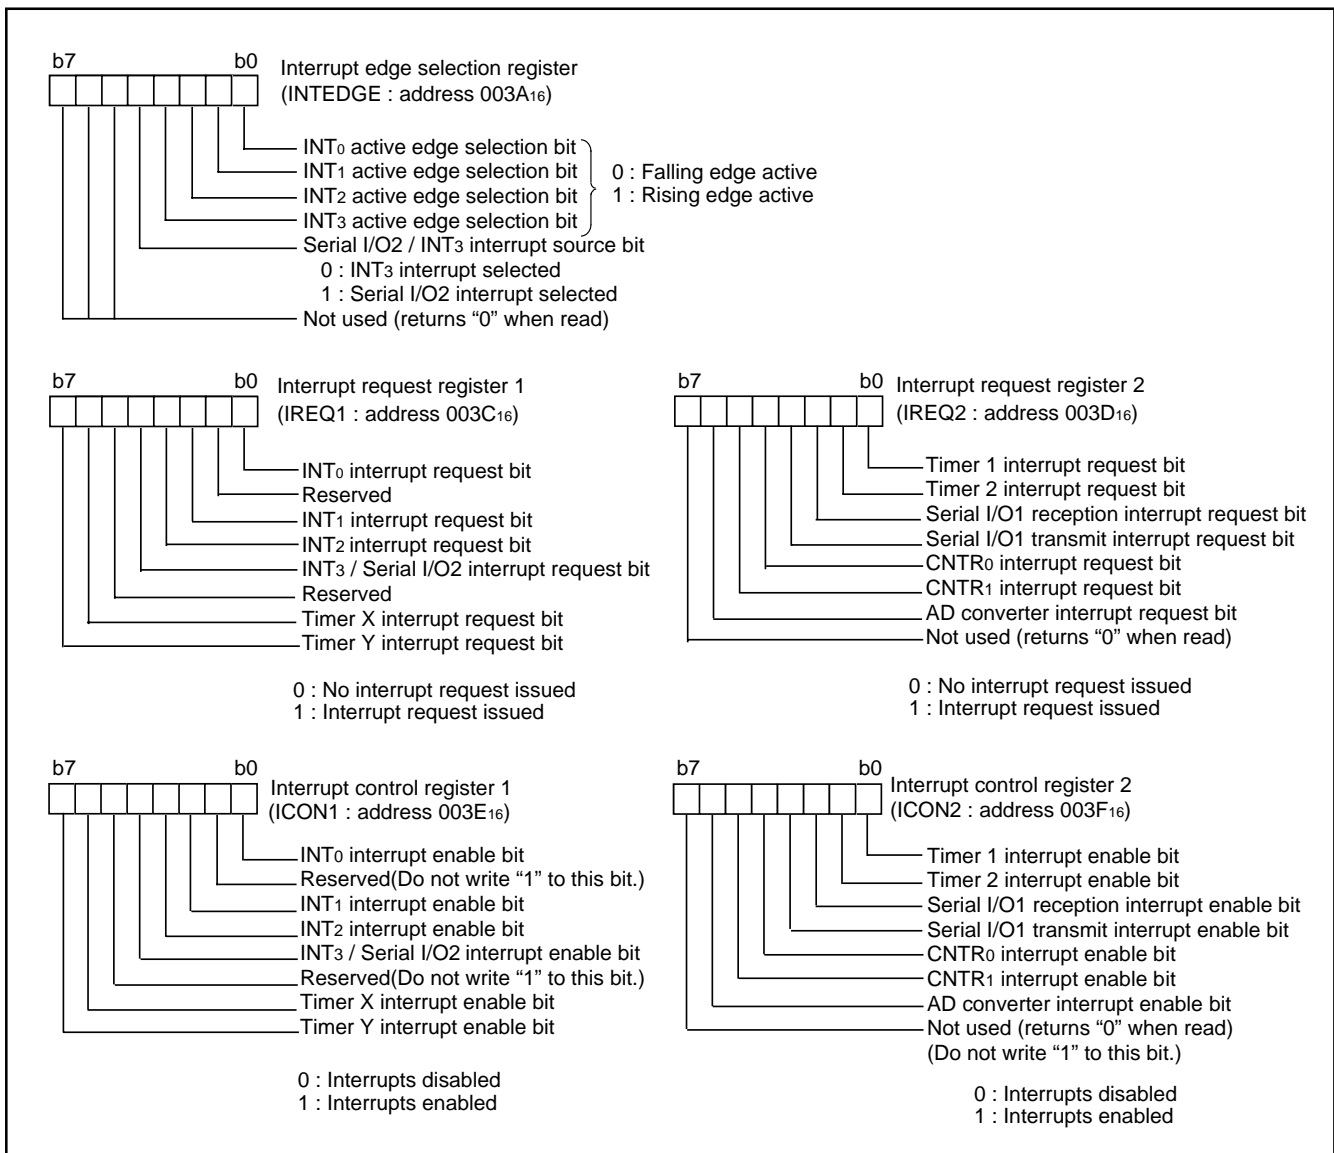 b7 b0 Interrupt edge selection register
(INTEDGE : address 003A16)
INT0 active edge selection bit
INT1 active edge selection bit
INT2 active edge selection bit
INT3 active edge selection bit
0 : Falling edge active
1 : Rising edge active
Serial I/O2 / INT3 interrupt source bit
0 : INT3 interrupt selected
1 : Serial I/O2 interrupt selected
Not used (returns “0” when read)
b7 b0 Interrupt request register 1
(IREQ1 : address 003C16)
INT0 interrupt request bit
Reserved
INT1 interrupt request bit
INT2 interrupt request bit
INT3 / Serial I/O2 interrupt request bit
Reserved
Timer X interrupt request bit
Timer Y interrupt request bit
0 : No interrupt request issued
1 : Interrupt request issued
b7 b0 Interrupt request register 2
(IREQ2 : address 003D16)
Timer 1 interrupt request bit
Timer 2 interrupt request bit
Serial I/O1 reception interrupt request bit
Serial I/O1 transmit interrupt request bit
CNTR0 interrupt request bit
CNTR1 interrupt request bit
AD converter interrupt request bit
Not used (returns “0” when read)
0 : No interrupt request issued
1 : Interrupt request issued
b7 b0 Interrupt control register 1
(ICON1 : address 003E16)
INT0 interrupt enable bit
Reserved(Do not write “1” to this bit.)
INT1 interrupt enable bit
INT2 interrupt enable bit
INT3 / Serial I/O2 interrupt enable bit
Reserved(Do not write “1” to this bit.)
Timer X interrupt enable bit
Timer Y interrupt enable bit
0 : Interrupts disabled
1 : Interrupts enabled
b7 b0 Interrupt control register 2
(ICON2 : address 003F16)
Timer 1 interrupt enable bit
Timer 2 interrupt enable bit
Serial I/O1 reception interrupt enable bit
Serial I/O1 transmit interrupt enable bit
CNTR0 interrupt enable bit
CNTR1 interrupt enable bit
AD converter interrupt enable bit
Not used (returns “0” when read)
(Do not write “1” to this bit.)
0 : Interrupts disabled
1 : Interrupts enabled